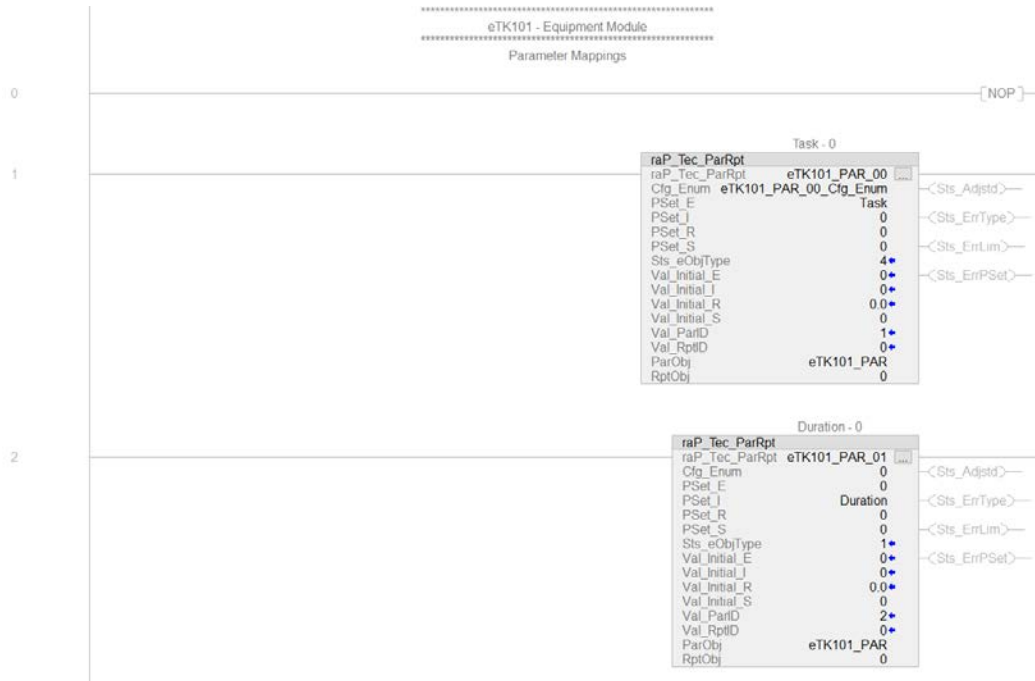 ************************************************************
eTK101 - Equipment Module
************************************************************
Parameter Mappings
0
NOP
Task - 0
1
raP_Tec_ParRpt
raP_Tec_ParRpt eTK101_PAR_00 ...
Cfg_Enum eTK101_PAR_00_Cfg_Enum Sts_Adjstd
PSet_E Task
PSet_I 0 Sts_ErrType
PSet_R 0
PSet_S 0 Sts_ErrLim
Sts_eObjType 4
Val_Initial_E 0 Sts_ErrPSet
Val_Initial_I 0
Val_Initial_R 0.0
Val_Initial_S 0
Val_ParID 1
Val_RptID 0
ParObj eTK101_PAR
RptObj 0
Duration - 0
2
raP_Tec_ParRpt
raP_Tec_ParRpt eTK101_PAR_01 ...
Cfg_Enum 0 Sts_Adjstd
PSet_E 0
PSet_I Duration Sts_ErrType
PSet_R 0
PSet_S 0 Sts_ErrLim
Sts_eObjType 1
Val_Initial_E 0 Sts_ErrPSet
Val_Initial_I 0
Val_Initial_R 0.0
Val_Initial_S 0
Val_ParID 2
Val_RptID 0
ParObj eTK101_PAR
RptObj 0